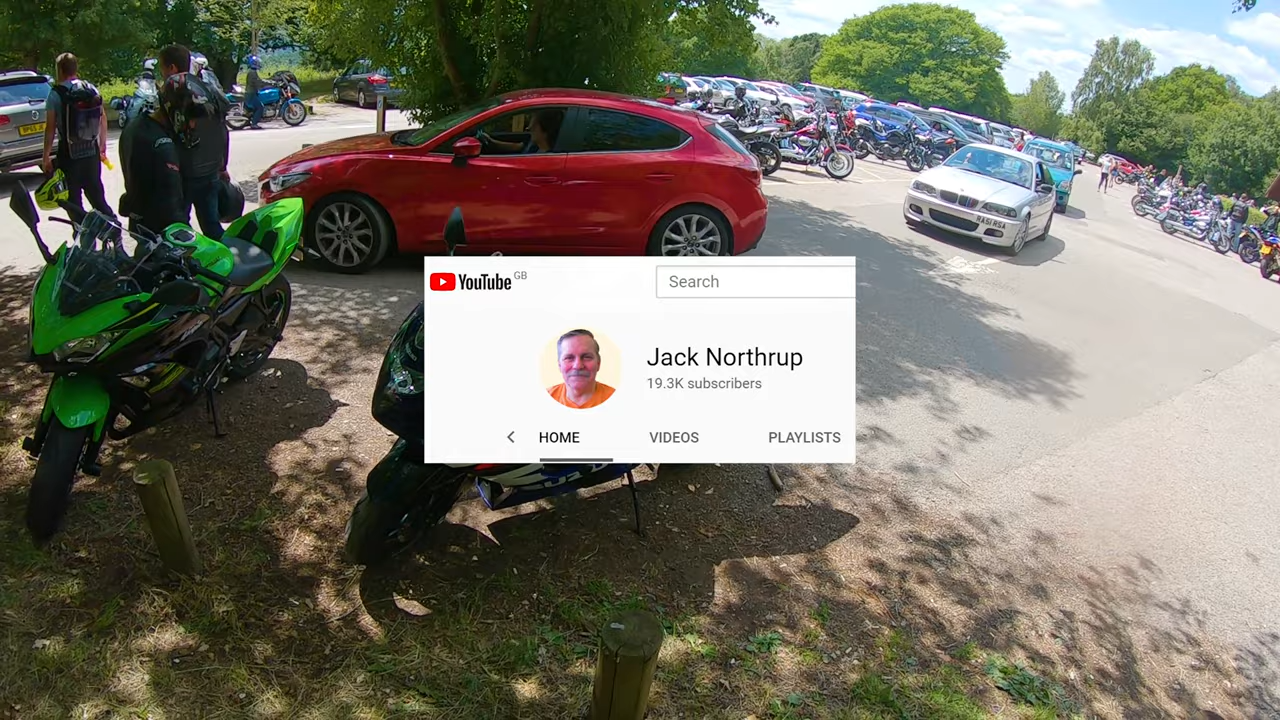 YouTube GB
Search
Jack Northrup
19.3K subscribers
HOME VIDEOS PLAYLISTS